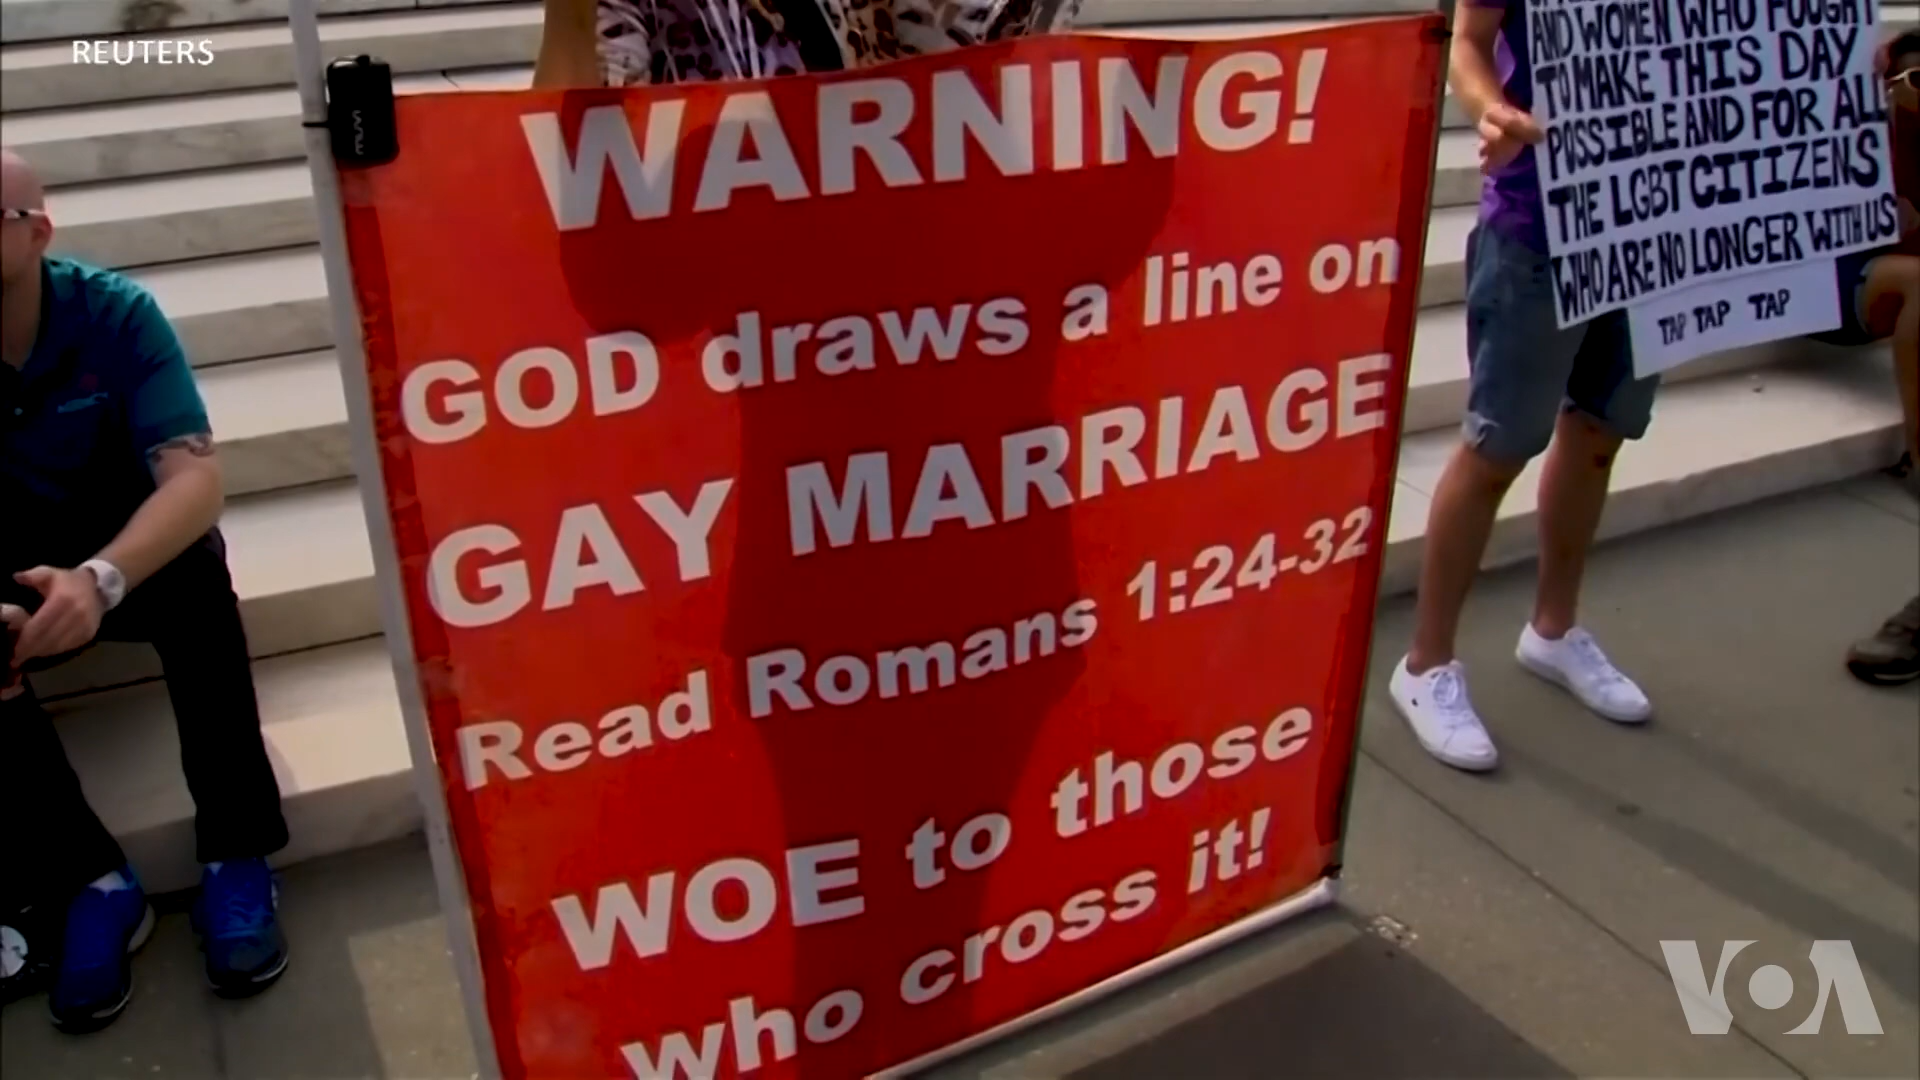 REUTERS
WARNING!
GOD draws a line on
GAY MARRIAGE
Read Romans 1:24-32
WOE to those
who cross it!
AND WOMEN WHO FOUGHT
TO MAKE THIS DAY
POSSIBLE AND FOR ALL
THE LGBT CITIZENS
WHO ARE NO LONGER WITH US
TAP TAP TAP
VOA